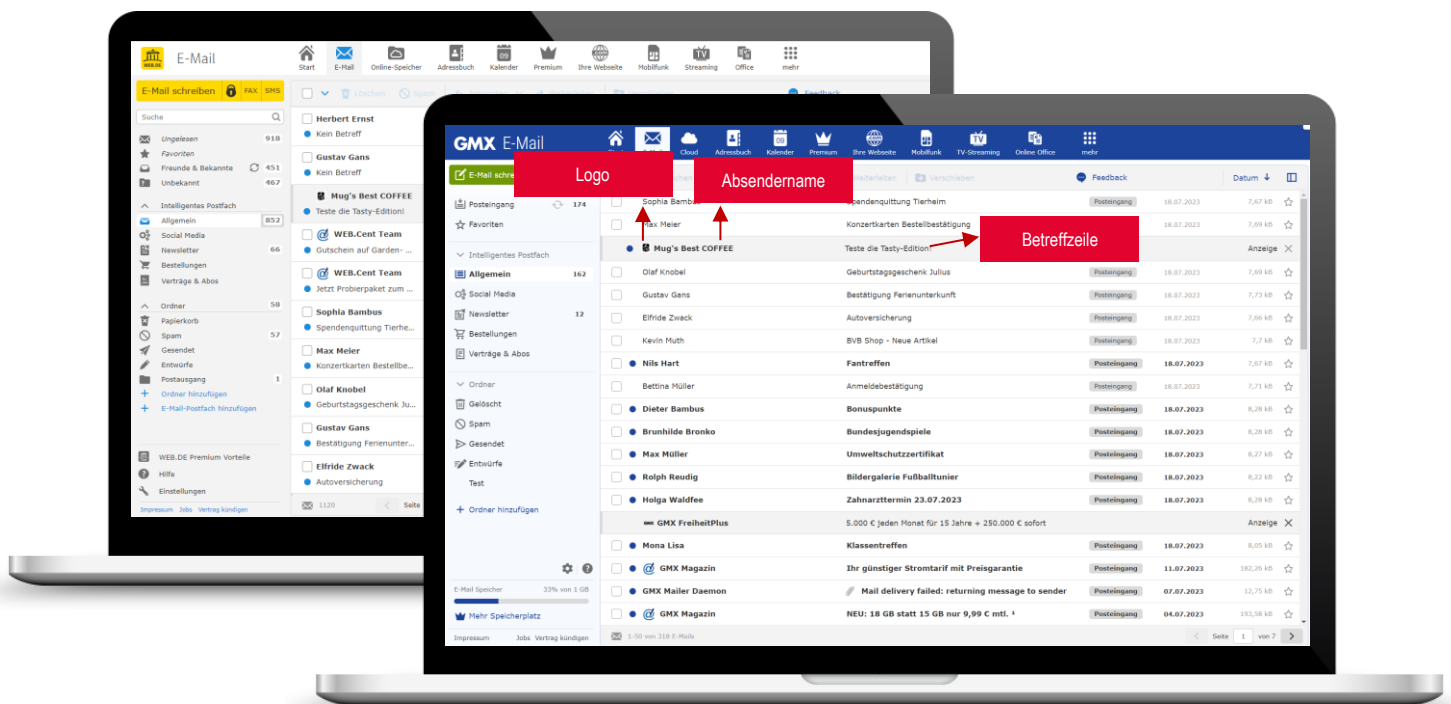 WEB.DE
E-Mail
Start E-Mail Online-Speicher Adressbuch Kalender Premium Ihre Webseite Mobilfunk Streaming Office mehr
E-Mail schreiben FAX SMS
Löschen Spam
Feedback
Suche
Ungelesen 918
Favoriten
Freunde & Bekannte 451
Unbekannt 467
Intelligentes Postfach
Allgemein 852
Social Media
Newsletter 66
Bestellungen
Verträge & Abos
Ordner 58
Papierkorb
Spam 57
Gesendet
Entwürfe
Postausgang 1
Ordner hinzufügen
E-Mail-Postfach hinzufügen
WEB.DE Premium Vorteile
Hilfe
Einstellungen
Impressum Jobs Vertrag kündigen
Herbert Ernst
Kein Betreff
Gustav Gans
Kein Betreff
Mug's Best COFFEE
Teste die Tasty-Edition!
WEB.Cent Team
Gutschein auf Garden- ...
WEB.Cent Team
Jetzt Probierpaket zum ...
Sophia Bambus
Spendenquittung Tierhe...
Max Meier
Konzertkarten Bestellbe...
Olaf Knobel
Geburtstagsgeschenk Ju...
Gustav Gans
Bestätigung Ferienunter...
Elfride Zwack
Autoversicherung
1120 Seite
GMX E-Mail
Cloud Adressbuch Kalender Premium Ihre Webseite Mobilfunk TV-Streaming Online Office mehr
E-Mail schre
Logo
Absendername
Weiterleiten Verschieben Feedback Datum
Posteingang 174
Favoriten
Intelligentes Postfach
Allgemein 162
Social Media
Newsletter 12
Bestellungen
Verträge & Abos
Ordner
Gelöscht
Spam
Gesendet
Entwürfe
Test
Ordner hinzufügen
E-Mail Speicher 33% von 1 GB
Mehr Speicherplatz
Impressum Jobs Vertrag kündigen
Sophia Bambus Spendenquittung Tierheim Posteingang 18.07.2023 7,67 kB
Max Meier Konzertkarten Bestellbestätigung 18.07.2023 7,69 kB
Betreffzeile
Mug's Best COFFEE Teste die Tasty-Edition! Anzeige
Olaf Knobel Geburtstagsgeschenk Julius Posteingang 18.07.2023 7,69 kB
Gustav Gans Bestätigung Ferienunterkunft Posteingang 18.07.2023 7,73 kB
Elfride Zwack Autoversicherung Posteingang 18.07.2023 7,66 kB
Kevin Muth BVB Shop - Neue Artikel Posteingang 18.07.2023 7,7 kB
Nils Hart Fantreffen Posteingang 18.07.2023 7,67 kB
Bettina Müller Anmeldebestätigung Posteingang 18.07.2023 7,71 kB
Dieter Bambus Bonuspunkte Posteingang 18.07.2023 8,28 kB
Brunhilde Bronko Bundesjugendspiele Posteingang 18.07.2023 8,28 kB
Max Müller Umweltschutzzertifikat Posteingang 18.07.2023 8,27 kB
Rolph Reudig Bildergalerie Fußballtunier Posteingang 18.07.2023 8,22 kB
Holga Waldfee Zahnarzttermin 23.07.2023 Posteingang 18.07.2023 8,28 kB
GMX FreiheitPlus 5.000 € jeden Monat für 15 Jahre + 250.000 € sofort Anzeige
Mona Lisa Klassentreffen Posteingang 18.07.2023 8,05 kB
GMX Magazin Ihr günstiger Stromtarif mit Preisgarantie Posteingang 11.07.2023 182,26 kB
GMX Mailer Daemon Mail delivery failed: returning message to sender Posteingang 07.07.2023 12,75 kB
GMX Magazin NEU: 18 GB statt 15 GB nur 9,99 € mtl. ¹ Posteingang 04.07.2023 193,58 kB
1-50 von 318 E-Mails Seite 1 von 7